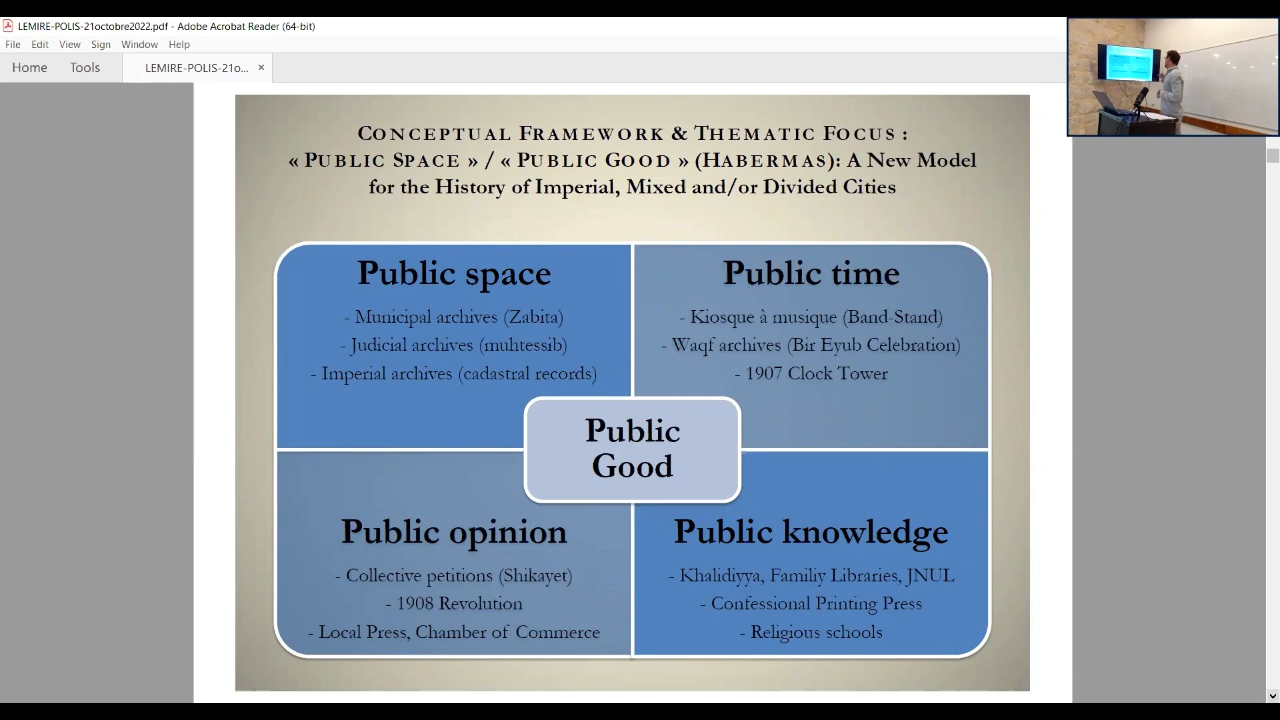 LEMIRE-POLIS-21octobre2022.pdf - Adobe Acrobat Reader (64-bit)
File Edit View Sign Window Help
Home Tools LEMIRE-POLIS-21o... ×
CONCEPTUAL FRAMEWORK & THEMATIC FOCUS :
« PUBLIC SPACE » / « PUBLIC GOOD » (HABERMAS): A New Model
for the History of Imperial, Mixed and/or Divided Cities
Public space
- Municipal archives (Zabita)
- Judicial archives (muhtessib)
- Imperial archives (cadastral records)
Public time
- Kiosque à musique (Band-Stand)
- Waqf archives (Bir Eyub Celebration)
- 1907 Clock Tower
Public
Good
Public opinion
- Collective petitions (Shikayet)
- 1908 Revolution
- Local Press, Chamber of Commerce
Public knowledge
- Khalidiyya, Familiy Libraries, JNUL
- Confessional Printing Press
- Religious schools